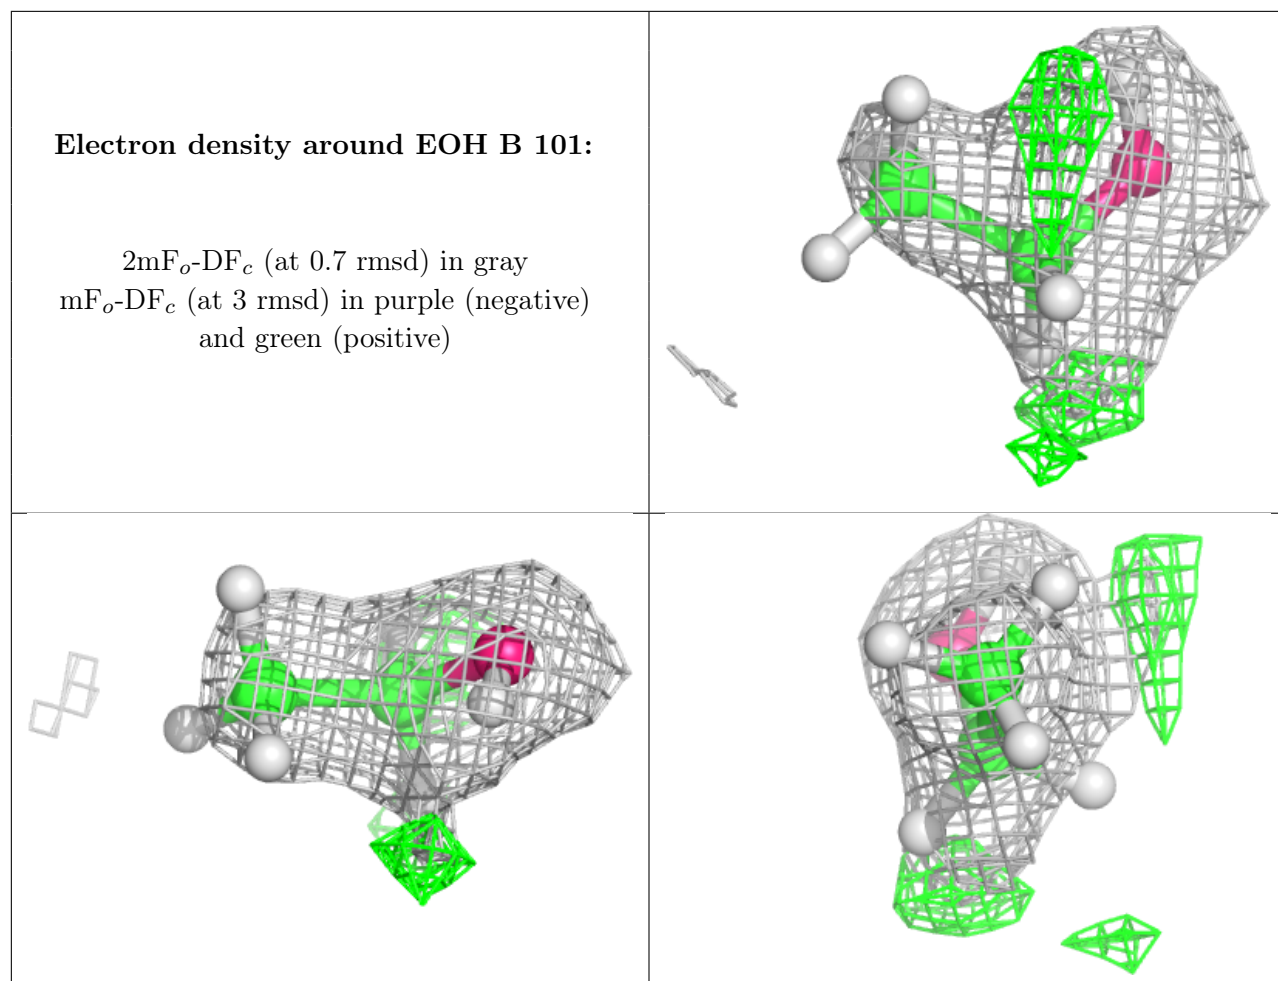 Electron density around EOH B 101:
2mFo-DFc (at 0.7 rmsd) in gray
mFo-DFc (at 3 rmsd) in purple (negative)
and green (positive)